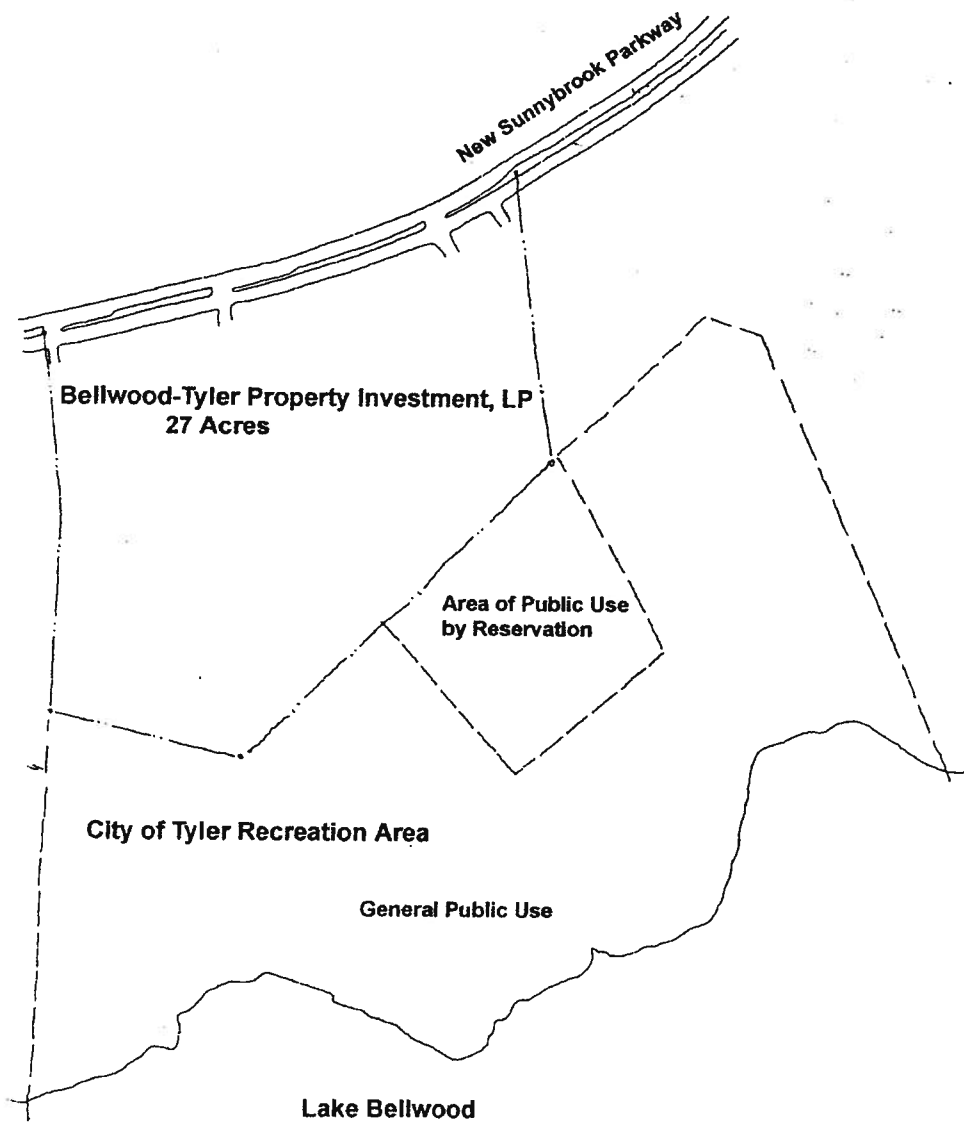 New Sunnybrook Parkway
Bellwood-Tyler Property Investment, LP
27 Acres
Area of Public Use
by Reservation
City of Tyler Recreation Area
General Public Use
Lake Bellwood